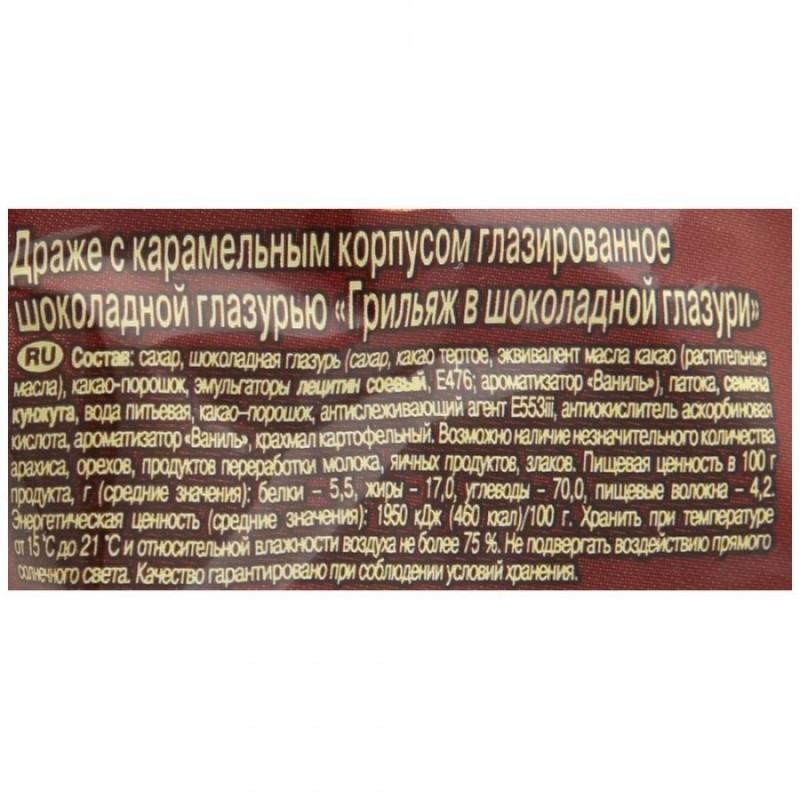 Драже с карамельным корпусом глазированное
шоколадной глазурью «Грильяж в шоколадной глазури»
RU Состав: сахар, шоколадная глазурь (сахар, какао тертое, эквивалент масла какао (растительные
масла), какао-порошок, эмульгаторы лецитин соевый, Е476; ароматизатор «Ваниль»), патока, семена
кунжута, вода питьевая, какао–порошок, антислеживающий агент Е553iii, антиокислитель аскорбиновая
кислота, ароматизатор «Ваниль», крахмал картофельный. Возможно наличие незначительного количества
арахиса, орехов, продуктов переработки молока, яичных продуктов, злаков. Пищевая ценность в 100 г
продукта, г (средние значения): белки – 5,5, жиры – 17,0, углеводы – 70,0, пищевые волокна – 4,2.
Энергетическая ценность (средние значения): 1950 кДж (460 ккал)/100 г. Хранить при температуре
от 15 °С до 21 °С и относительной влажности воздуха не более 75 %. Не подвергать воздействию прямого
солнечного света. Качество гарантировано при соблюдении условий хранения.